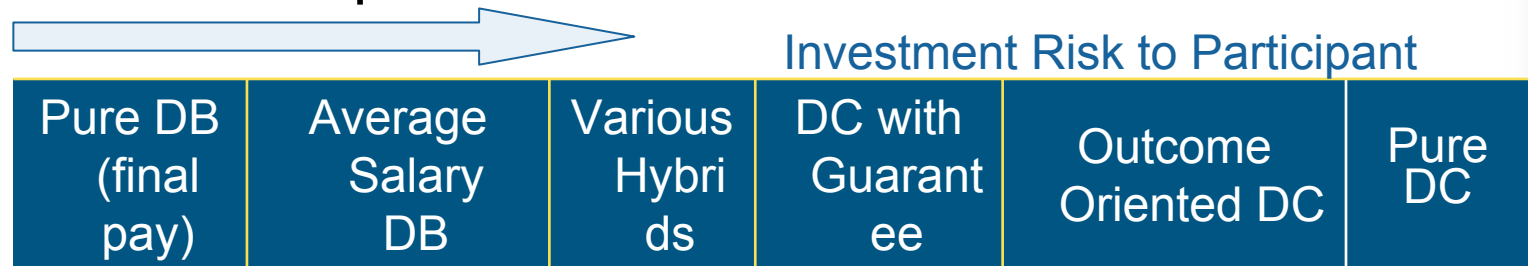 Investment Risk to Participant
Pure DB
(final
pay)
Average
Salary
DB
Various
Hybri
ds
DC with
Guarant
ee
Outcome
Oriented DC
Pure
DC